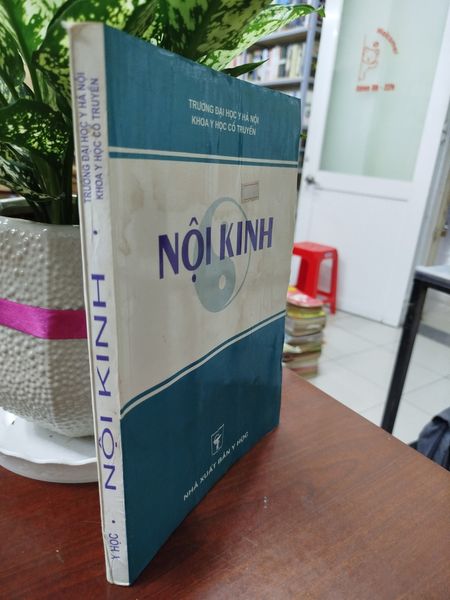 TRƯỜNG ĐẠI HỌC Y HÀ NỘI
KHOA Y HỌC CỔ TRUYỀN
NỘI KINH
NHÀ XUẤT BẢN Y HỌC
TRƯỜNG ĐẠI HỌC Y HÀ NỘI
KHOA Y HỌC CỔ TRUYỀN
NỘI KINH
Y HỌC
Welcome!